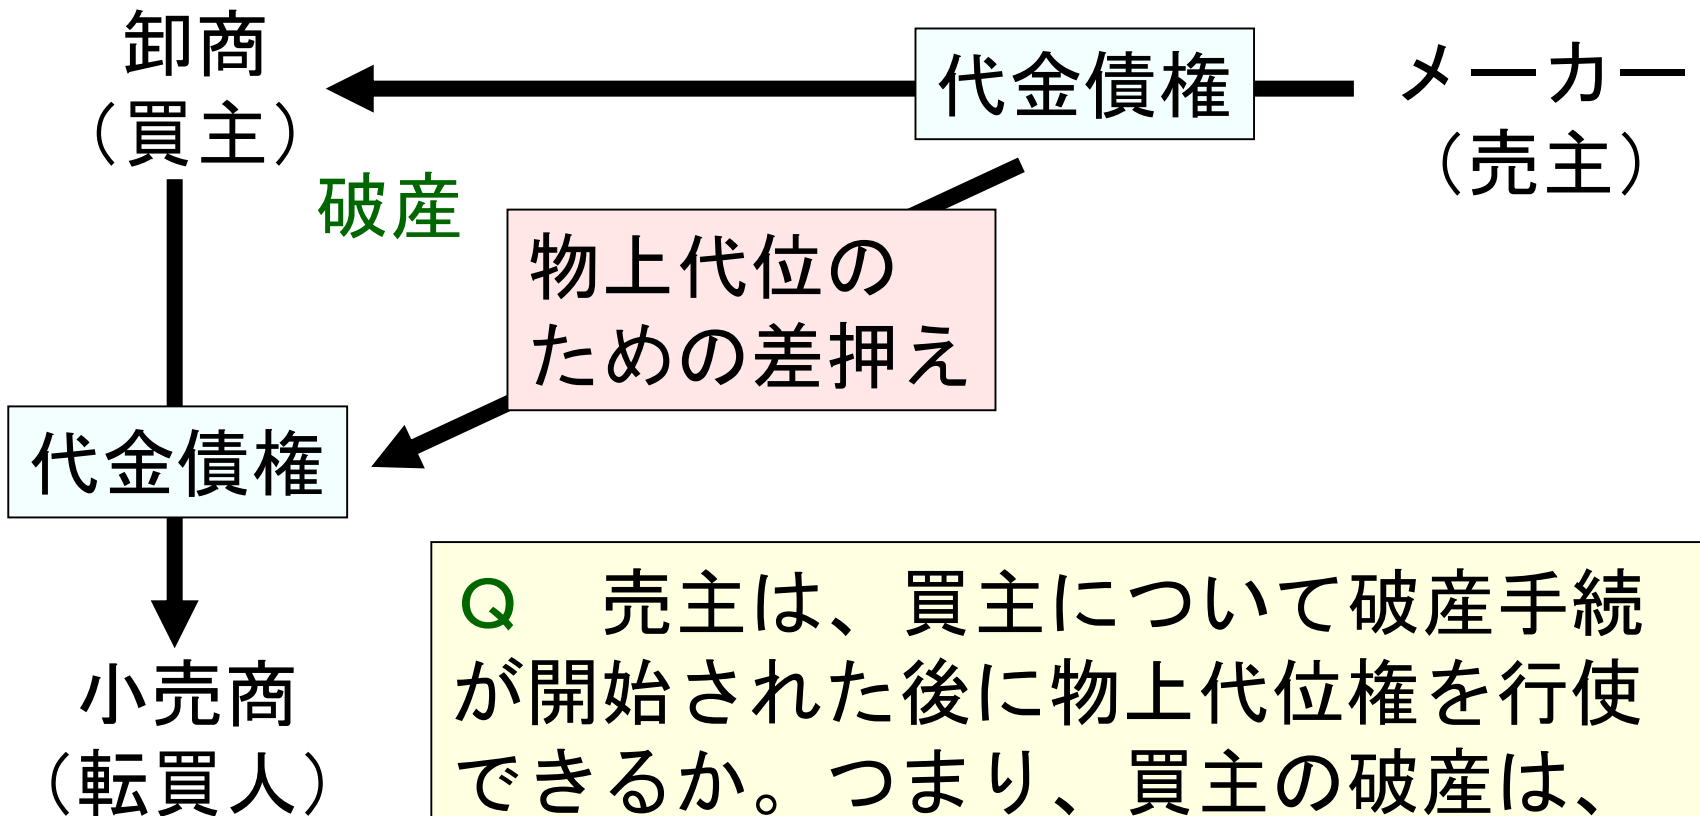 卸商
（買主）
代金債権
メーカー
（売主）
破産
物上代位の
ための差押え
代金債権
小売商
（転買人）
Ｑ　売主は、買主について破産手続
が開始された後に物上代位権を行使
できるか。つまり、買主の破産は、